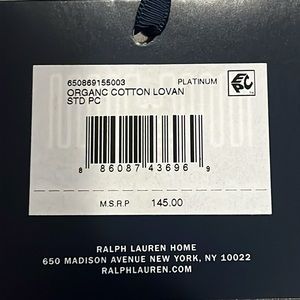 650869155003 PLATINUM
ORGANC COTTON LOVAN
STD PC
8 86087 43696 9
M.S.R.P 145.00
RALPH LAUREN HOME
650 MADISON AVENUE NEW YORK, NY 10022
RALPHLAUREN.COM